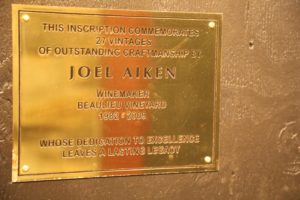 THIS INSCRIPTION COMMEMORATES
27 VINTAGES
OF OUTSTANDING CRAFTMANSHIP BY
JOEL AIKEN
WINEMAKER
BEAULIEU VINEYARD
1982 - 2009
WHOSE DEDICATION TO EXCELLENCE
LEAVES A LASTING LEGACY